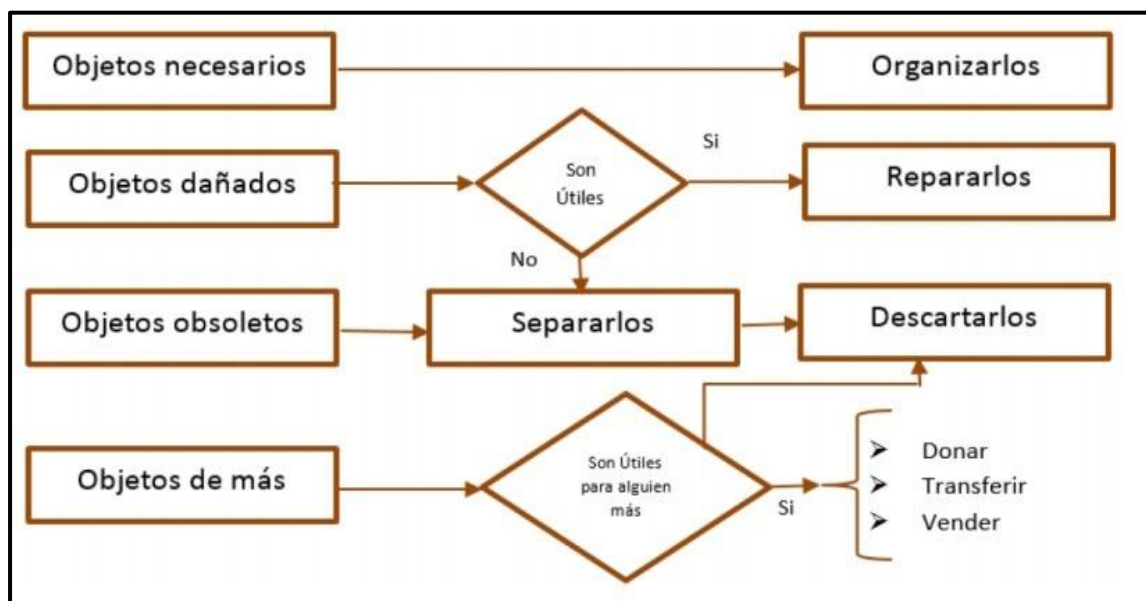 Objetos necesarios
Organizarlos
Objetos dañados
Son
Útiles
Si
Repararlos
No
Objetos obsoletos
Separarlos
Descartarlos
Objetos de más
Son Útiles
para alguien
más
Si
➢ Donar
➢ Transferir
➢ Vender